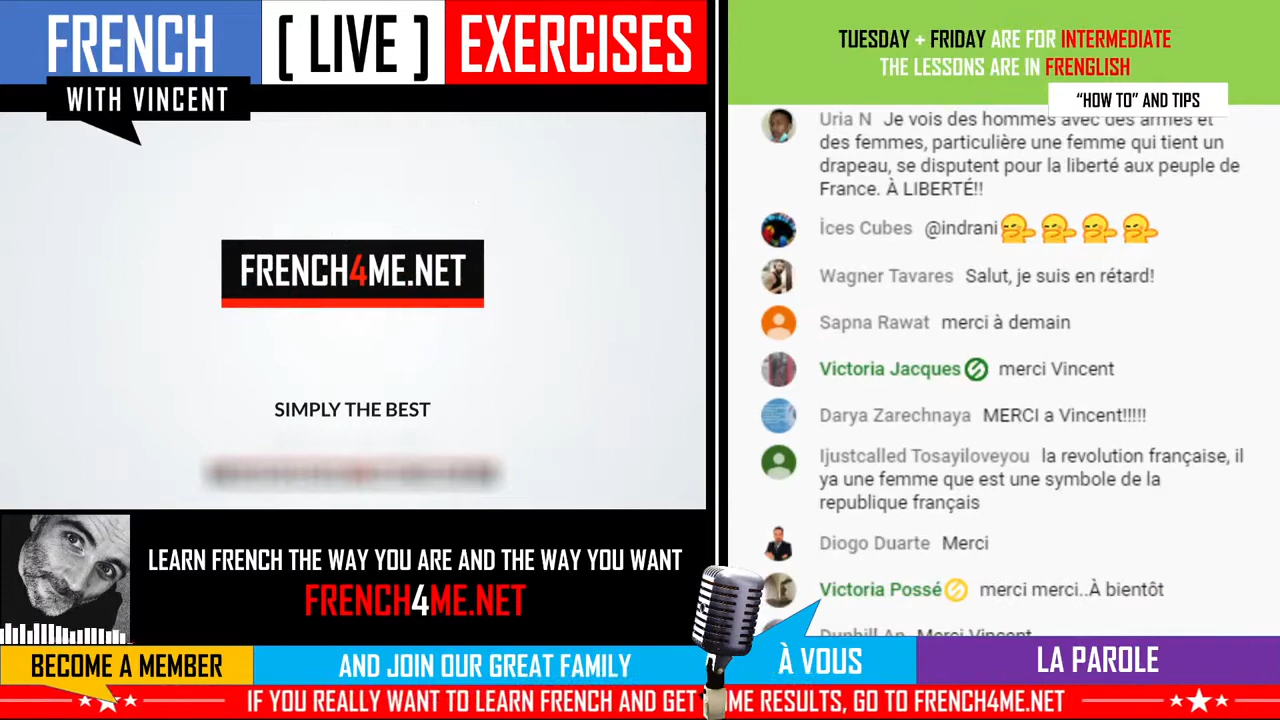 FRENCH
[ LIVE ]
EXERCISES
WITH VINCENT
FRENCH4ME.NET
SIMPLY THE BEST
LEARN FRENCH THE WAY YOU ARE AND THE WAY YOU WANT
FRENCH4ME.NET
TUESDAY + FRIDAY ARE FOR INTERMEDIATE
THE LESSONS ARE IN FRENGLISH
“HOW TO” AND TIPS
Uria N Je vois des hommes avec des armes et
des femmes, particulière une femme qui tient un
drapeau, se disputent pour la liberté aux peuple de
France. À LIBERTÉ!!
İces Cubes @indrani
Wagner Tavares Salut, je suis en rétard!
Sapna Rawat merci à demain
Victoria Jacques merci Vincent
Darya Zarechnaya MERCI a Vincent!!!!!
Ijustcalled Tosayiloveyou la revolution française, il
ya une femme que est une symbole de la
republique français
Diogo Duarte Merci
Victoria Possé merci merci..À bientôt
Dunhill An Merci Vincent
BECOME A MEMBER
AND JOIN OUR GREAT FAMILY
À VOUS
LA PAROLE
IF YOU REALLY WANT TO LEARN FRENCH AND GET ME RESULTS, GO TO FRENCH4ME.NET